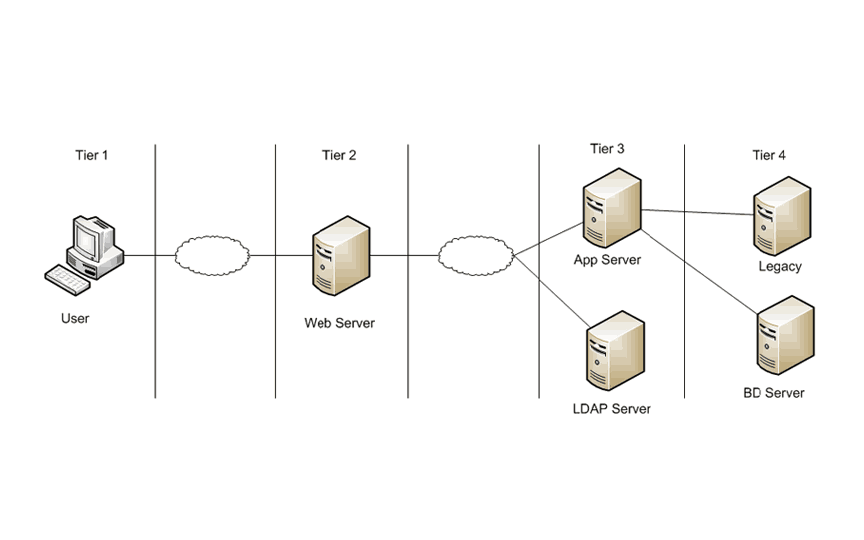 Tier 1
Tier 2
Tier 3
Tier 4
User
Web Server
App Server
Legacy
LDAP Server
BD Server